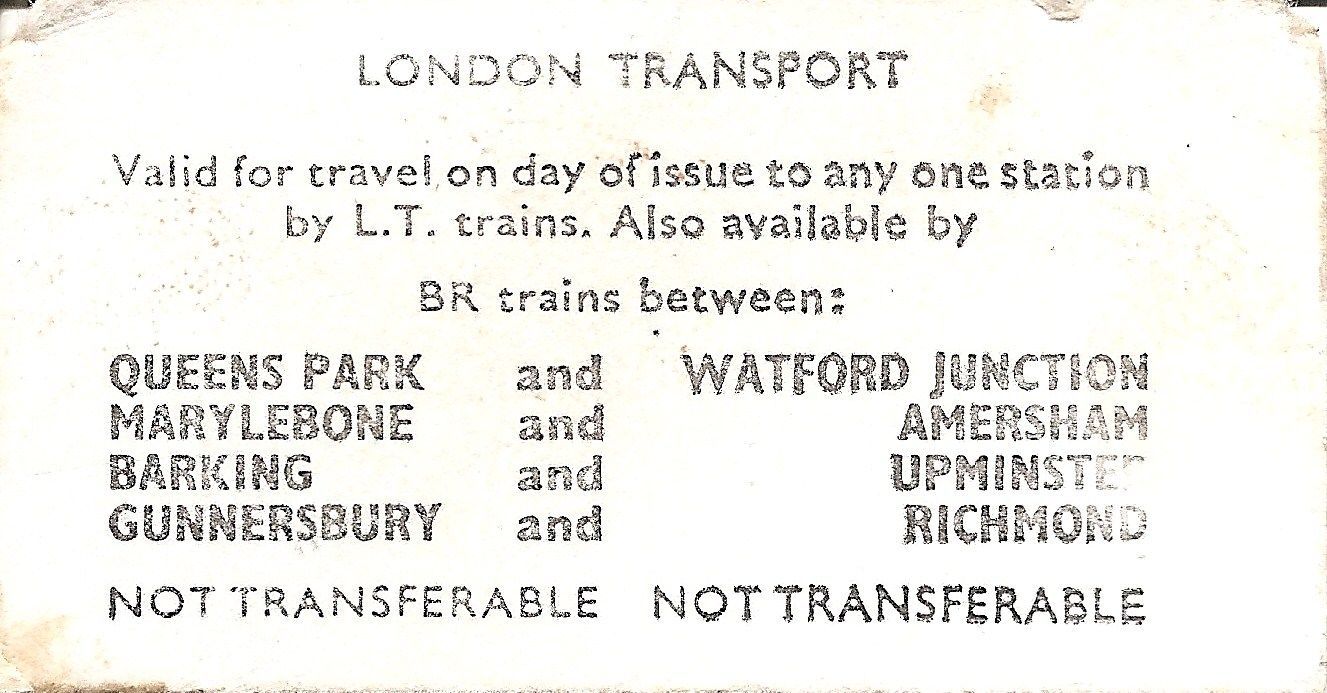 LONDON TRANSPORT
Valid for travel on day of issue to any one station
by L.T. trains. Also available by
BR trains between:
QUEENS PARK and WATFORD JUNCTION
MARYLEBONE and AMERSHAM
BARKING and UPMINSTER
GUNNERSBURY and RICHMOND
NOT TRANSFERABLE NOT TRANSFERABLE